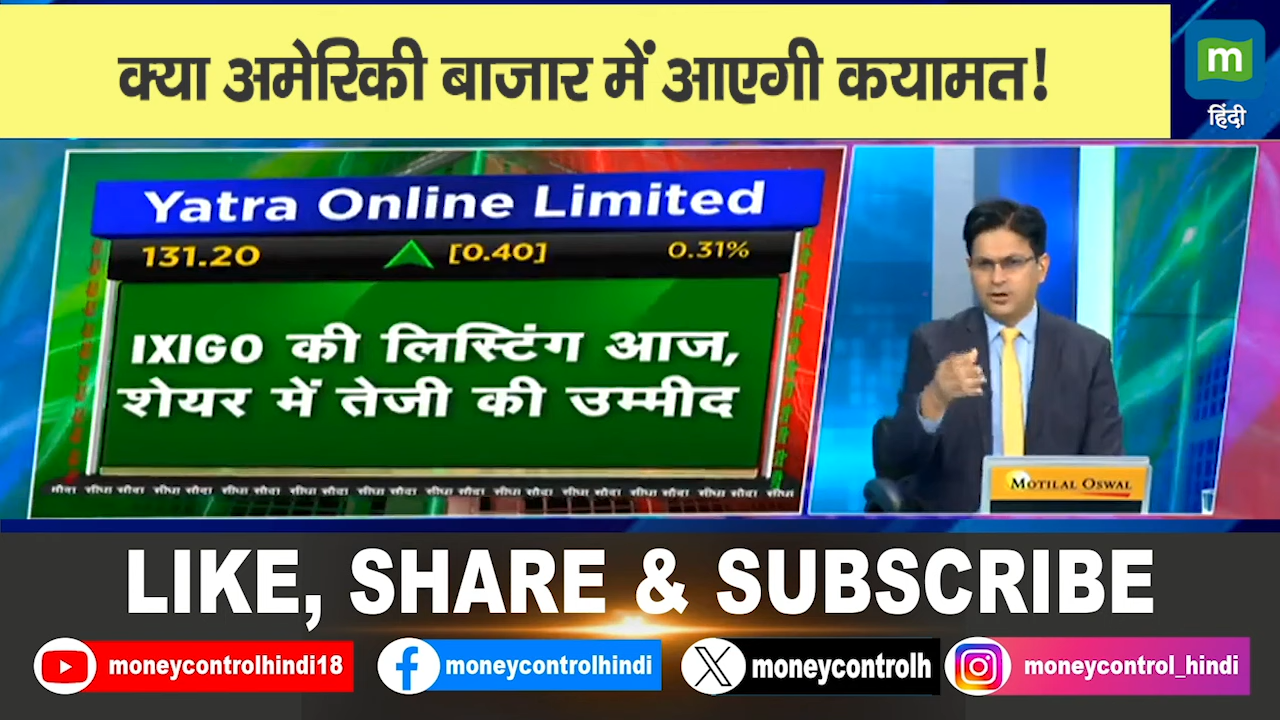 क्या अमेरिकी बाजार में आएगी कयामत!
m
हिंदी
Yatra Online Limited
131.20 [0.40] 0.31%
IXIGO की लिस्टिंग आज,
शेयर में तेजी की उम्मीद
सौदा सीधा सौदा सीधा सौदा सीधा सौदा सीधा सौदा सीधा सौदा सीधा सौदा सीधा सौदा सीधा सौदा सीधा सौदा सीधा सौदा सीधा सौदा
MOTILAL OSWAL
LIKE, SHARE & SUBSCRIBE
moneycontrolhindi18 moneycontrolhindi moneycontrolh moneycontrol_hindi